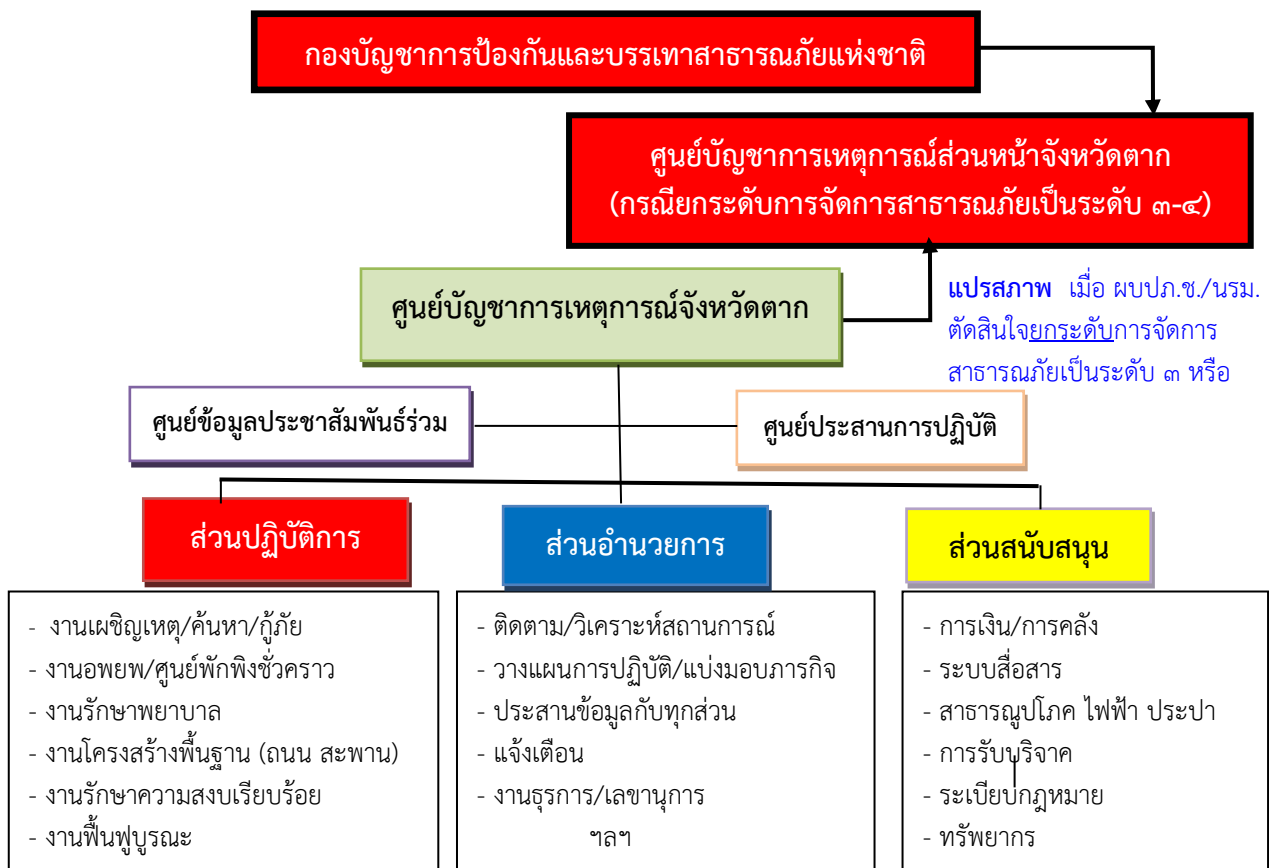 กองบัญชาการป้องกันและบรรเทาสาธารณภัยแห่งชาติ
ศูนย์บัญชาการเหตุการณ์ส่วนหน้าจังหวัดตาก
(กรณียกระดับการจัดการสาธารณภัยเป็นระดับ ๓-๔)
ศูนย์บัญชาการเหตุการณ์จังหวัดตาก
แปรสภาพ เมื่อ ผบปภ.ช./นรม.
ตัดสินใจยกระดับการจัดการ
สาธารณภัยเป็นระดับ ๓ หรือ
ศูนย์ข้อมูลประชาสัมพันธ์ร่วม
ศูนย์ประสานการปฏิบัติ
ส่วนปฏิบัติการ
- งานเผชิญเหตุ/ค้นหา/กู้ภัย
- งานอพยพ/ศูนย์พักพิงชั่วคราว
- งานรักษาพยาบาล
- งานโครงสร้างพื้นฐาน (ถนน สะพาน)
- งานรักษาความสงบเรียบร้อย
- งานฟื้นฟูบูรณะ
ส่วนอำนวยการ
- ติดตาม/วิเคราะห์สถานการณ์
- วางแผนการปฏิบัติ/แบ่งมอบภารกิจ
- ประสานข้อมูลกับทุกส่วน
- แจ้งเตือน
- งานธุรการ/เลขานุการ
ฯลฯ
ส่วนสนับสนุน
- การเงิน/การคลัง
- ระบบสื่อสาร
- สาธารณูปโภค ไฟฟ้า ประปา
- การรับบริจาค
- ระเบียบกฎหมาย
- ทรัพยากร